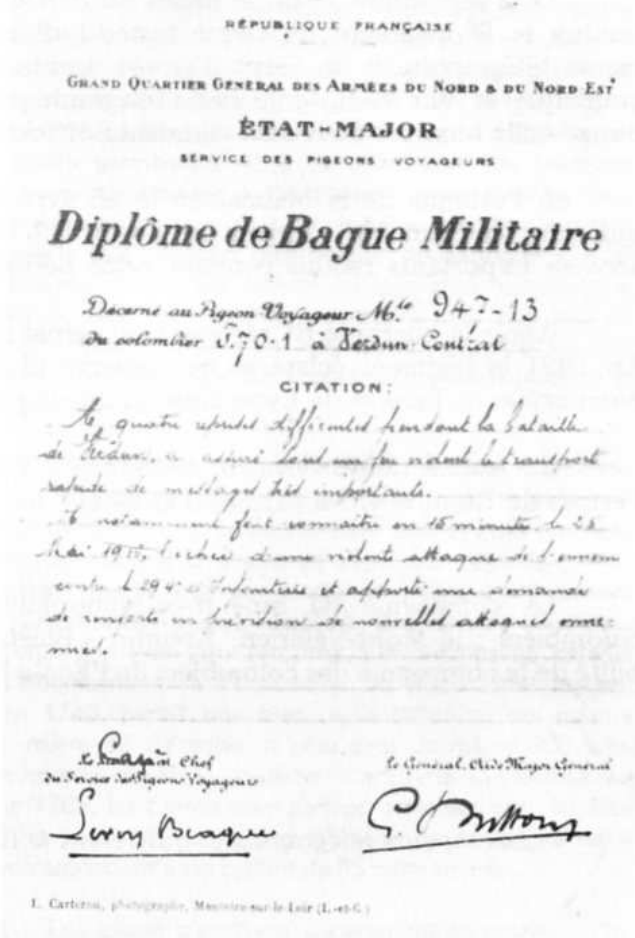 RÉPUBLIQUE FRANÇAISE
GRAND QUARTIER GÉNÉRAL DES ARMÉES DU NORD & DU NORD EST
ÉTAT-MAJOR
SERVICE DES PIGEONS VOYAGEURS
Diplôme de Bague Militaire
Décerné au Pigeon Voyageur Mle 947-13
du colombier T,70-1 à Verdun-Central
CITATION:
A quatre reprises différentes pendant la bataille
de Verdun, a assuré sous un feu violent le transport
rapide de messages très importants.
A notamment fait connaitre en 15 minutes le
Mai l'échec d'une violente attaque de l'ennemi
contre le 294e d'Infanterie et apporté une demande
de renforts en prévision de nouvelles attaques enne-
mies.
Le Chef
du Service des Pigeons Voyageurs
Le Général, Aide Major Général
L. Carteron, photographe, Montoire-sur-le-Loir (L.-et-C.)